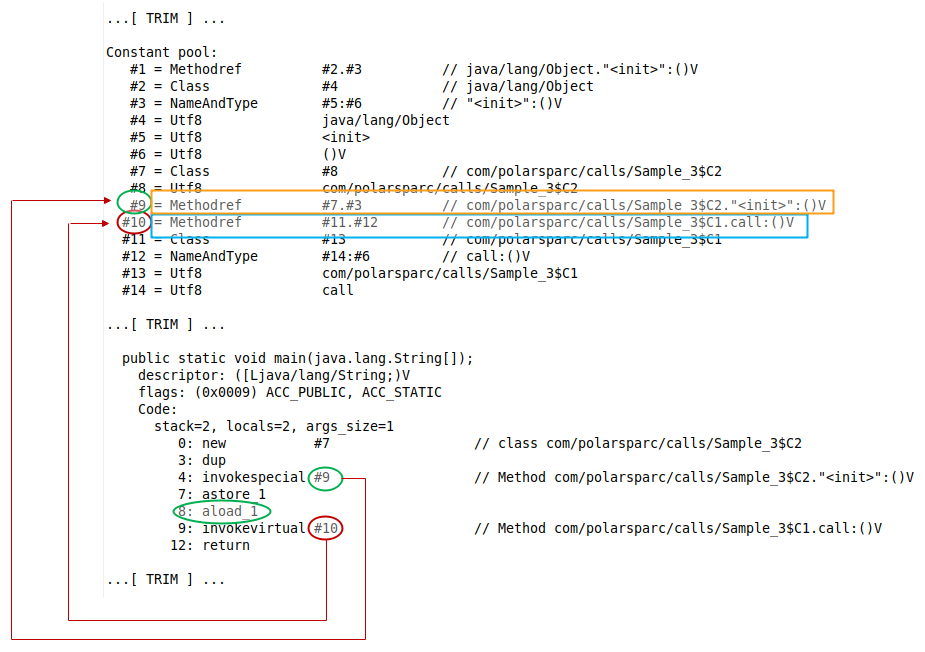 ...[ TRIM ] ...
Constant pool:
#1 = Methodref #2.#3 // java/lang/Object."<init>":()V
#2 = Class #4 // java/lang/Object
#3 = NameAndType #5:#6 // "<init>":()V
#4 = Utf8 java/lang/Object
#5 = Utf8 <init>
#6 = Utf8 ()V
#7 = Class #8 // com/polarsparc/calls/Sample_3$C2
#8 = Utf8 com/polarsparc/calls/Sample_3$C2
#9 = Methodref #7.#3 // com/polarsparc/calls/Sample_3$C2."<init>":()V
#10 = Methodref #11.#12 // com/polarsparc/calls/Sample_3$C1.call:()V
#11 = Class #13 // com/polarsparc/calls/Sample_3$C1
#12 = NameAndType #14:#6 // call:()V
#13 = Utf8 com/polarsparc/calls/Sample_3$C1
#14 = Utf8 call
...[ TRIM ] ...
public static void main(java.lang.String[]);
descriptor: ([Ljava/lang/String;)V
flags: (0x0009) ACC_PUBLIC, ACC_STATIC
Code:
stack=2, locals=2, args_size=1
0: new #7 // class com/polarsparc/calls/Sample_3$C2
3: dup
4: invokespecial #9 // Method com/polarsparc/calls/Sample_3$C2."<init>":()V
7: astore_1
8: aload_1
9: invokevirtual #10 // Method com/polarsparc/calls/Sample_3$C1.call:()V
12: return
...[ TRIM ] ...